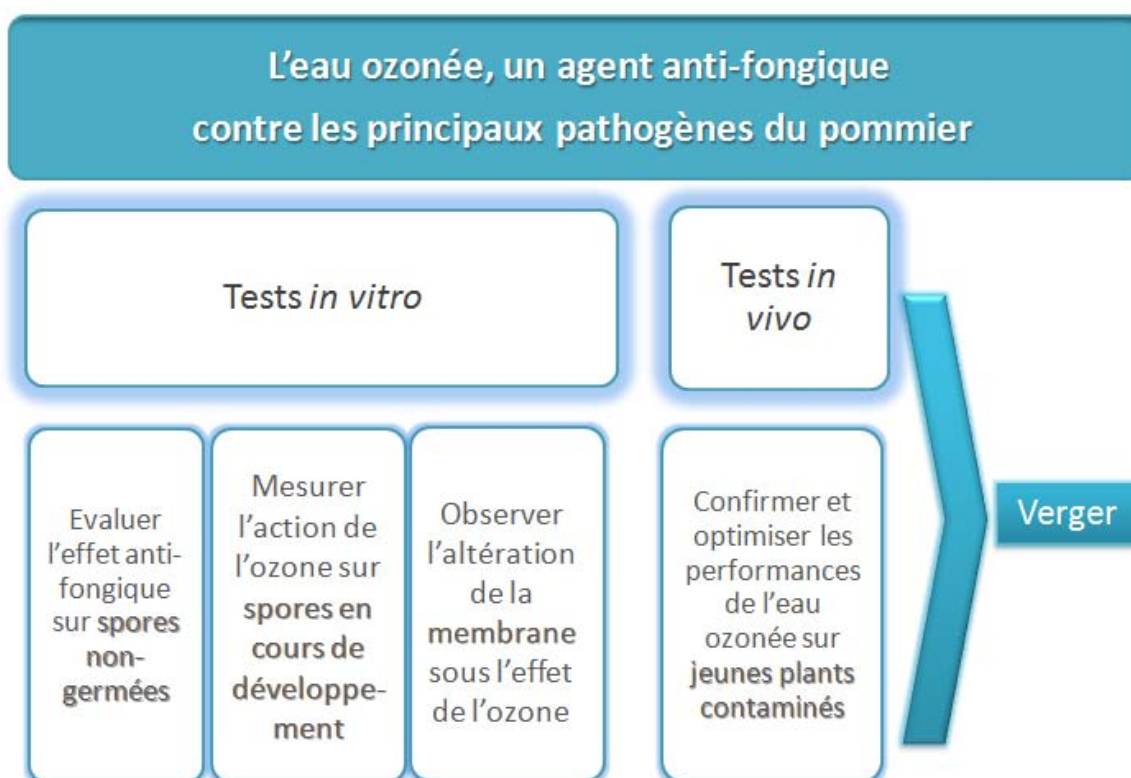 L'eau ozonée, un agent anti-fongique
contre les principaux pathogènes du pommier
Tests in vitro
Tests in
vivo
Evaluer
l'effet anti-
fongique
sur spores
non-
germées
Mesurer
l'action de
l'ozone sur
spores en
cours de
développe-
ment
Observer
l'altération
de la
membrane
sous l'effet
de l'ozone
Confirmer et
optimiser les
performances
de l'eau
ozonée sur
jeunes plants
contaminés
Verger